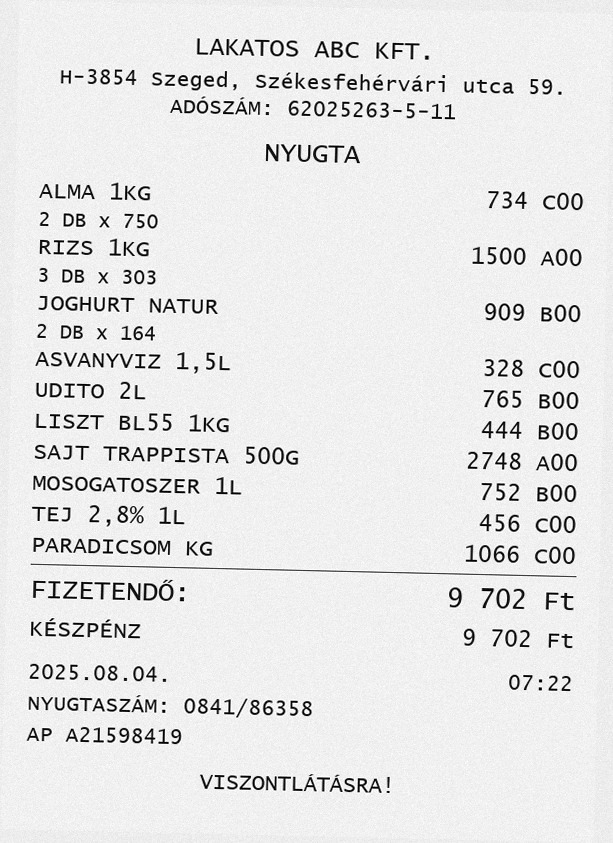 LAKATOS ABC KFT.
H-3854 Szeged, Székesfehérvári utca 59.
ADÓSZÁM: 62025263-5-11
NYUGTA
ALMA 1KG 734 C00
2 DB x 750
RIZS 1KG 1500 A00
3 DB x 303
JOGHURT NATUR 909 B00
2 DB x 164
ASVANYVIZ 1,5L 328 C00
UDITO 2L 765 B00
LISZT BL55 1KG 444 B00
SAJT TRAPPISTA 500G 2748 A00
MOSOGATOSZER 1L 752 B00
TEJ 2,8% 1L 456 C00
PARADICSOM KG 1066 C00
FIZETENDŐ: 9 702 Ft
KÉSZPÉNZ 9 702 Ft
2025.08.04. 07:22
NYUGTASZÁM: 0841/86358
AP A21598419
VISZONTLÁTÁSRA!